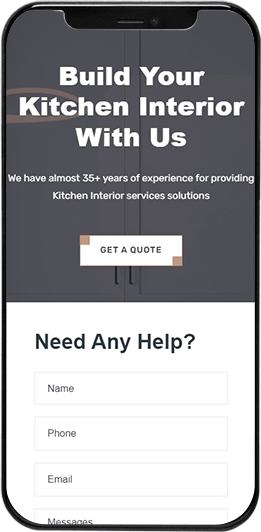 Build Your
Kitchen Interior
With Us
We have almost 35+ years of experience for providing
Kitchen Interior services solutions
GET A QUOTE
Need Any Help?
Name
Phone
Email
Messages